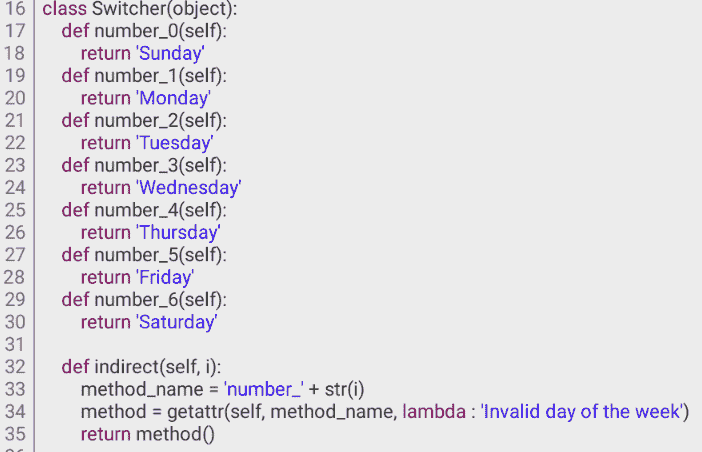 16 class Switcher(object):
17     def number_0(self):
18         return 'Sunday'
19     def number_1(self):
20         return 'Monday'
21     def number_2(self):
22         return 'Tuesday'
23     def number_3(self):
24         return 'Wednesday'
25     def number_4(self):
26         return 'Thursday'
27     def number_5(self):
28         return 'Friday'
29     def number_6(self):
30         return 'Saturday'
31
32     def indirect(self, i):
33         method_name = 'number_' + str(i)
34         method = getattr(self, method_name, lambda : 'Invalid day of the week')
35         return method()